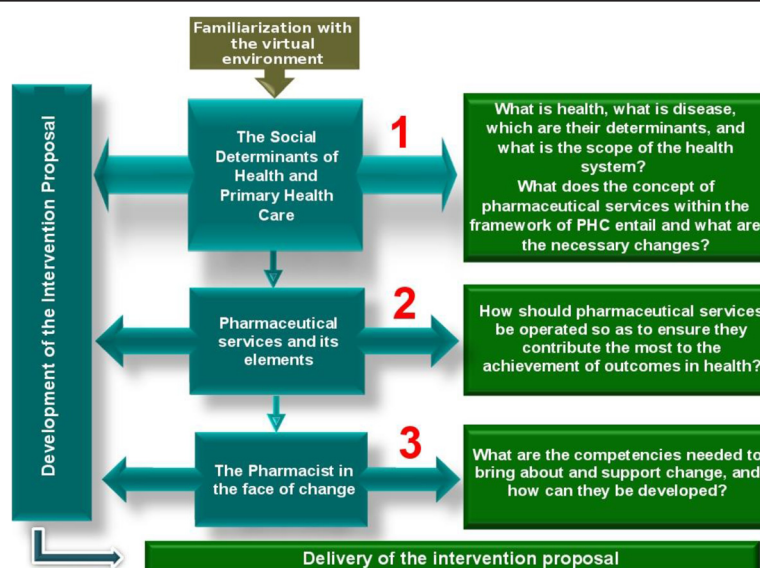 Familiarization with
the virtual
environment
Development of the Intervention Proposal
The Social
Determinants of
Health and
Primary Health
Care
1
What is health, what is disease,
which are their determinants, and
what is the scope of the health
system?
What does the concept of
pharmaceutical services within the
framework of PHC entail and what are
the necessary changes?
Pharmaceutical
services and its
elements
2
How should pharmaceutical services
be operated so as to ensure they
contribute the most to the
achievement of outcomes in health?
The Pharmacist in
the face of change
3
What are the competencies needed to
bring about and support change, and
how can they be developed?
Delivery of the intervention proposal